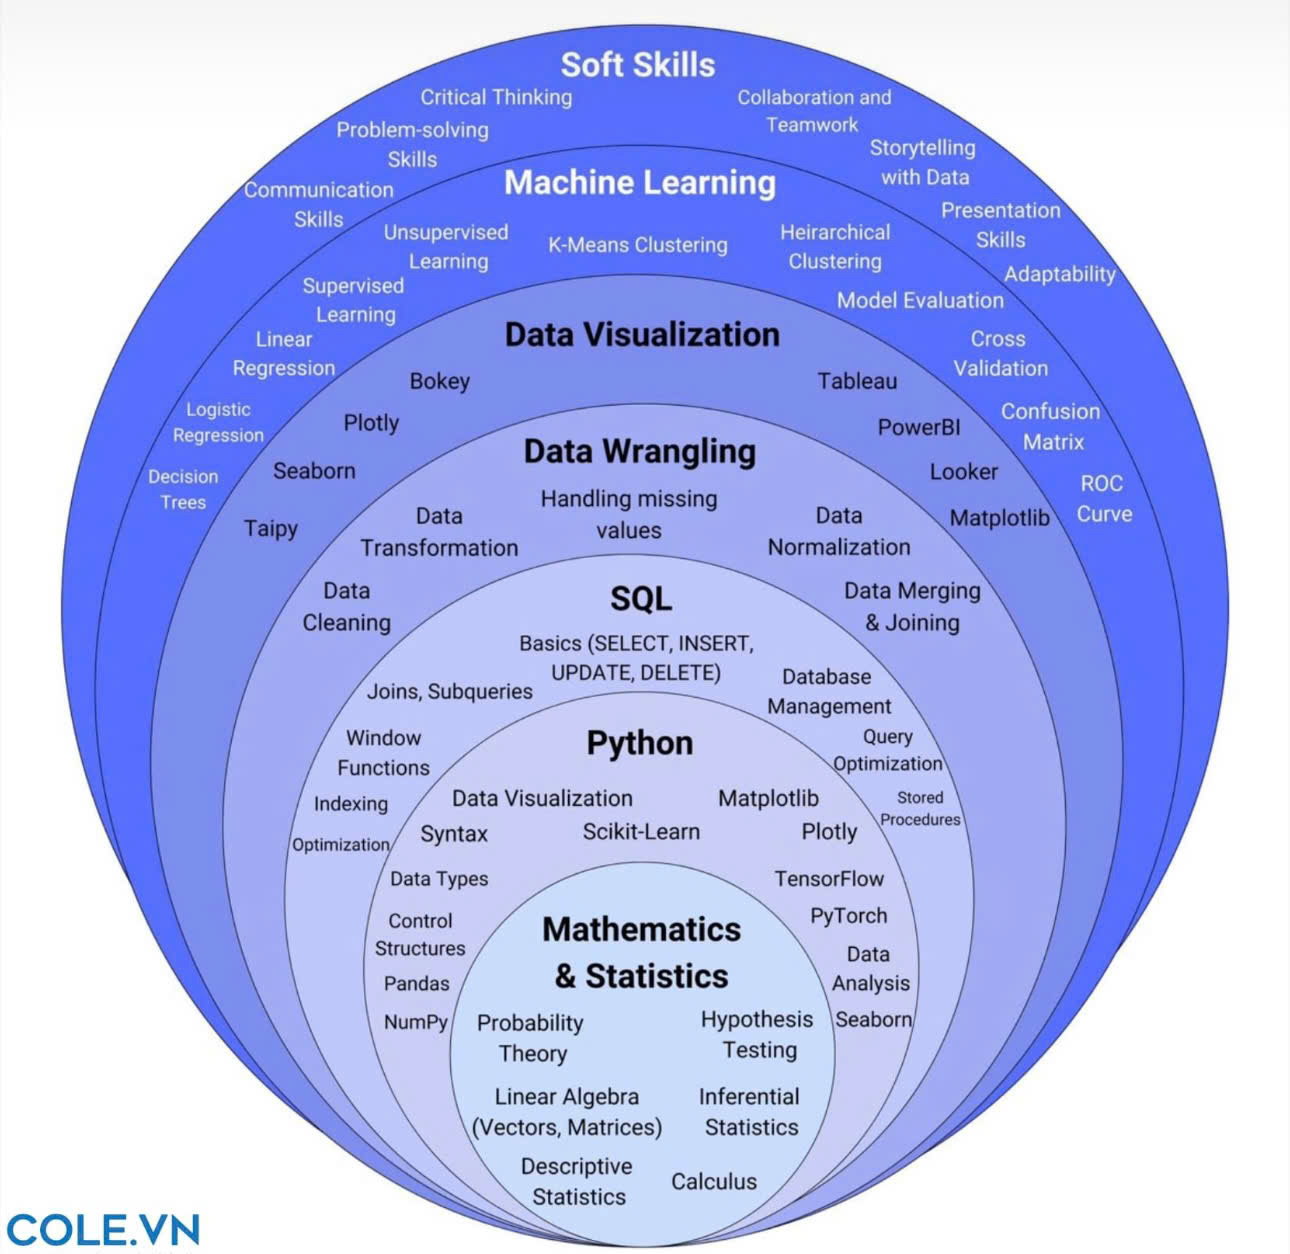 Soft Skills
Critical Thinking
Collaboration and
Teamwork
Problem-solving
Skills
Storytelling
with Data
Communication
Skills
Presentation
Skills
Adaptability
Machine Learning
Unsupervised
Learning
K-Means Clustering
Heirarchical
Clustering
Supervised
Learning
Model Evaluation
Linear
Regression
Cross
Validation
Logistic
Regression
Confusion
Matrix
Decision
Trees
ROC
Curve
Data Visualization
Bokey
Tableau
Plotly
PowerBI
Seaborn
Looker
Taipy
Matplotlib
Data Wrangling
Handling missing
values
Data
Transformation
Data
Normalization
Data
Cleaning
Data Merging
& Joining
SQL
Basics (SELECT, INSERT,
UPDATE, DELETE)
Joins, Subqueries
Database
Management
Window
Functions
Query
Optimization
Indexing
Stored
Procedures
Optimization
Python
Data Visualization
Matplotlib
Syntax
Scikit-Learn
Plotly
Data Types
TensorFlow
Control
Structures
PyTorch
Pandas
Data
Analysis
NumPy
Seaborn
Mathematics
& Statistics
Probability
Theory
Hypothesis
Testing
Linear Algebra
(Vectors, Matrices)
Inferential
Statistics
Descriptive
Statistics
Calculus
COLE.VN